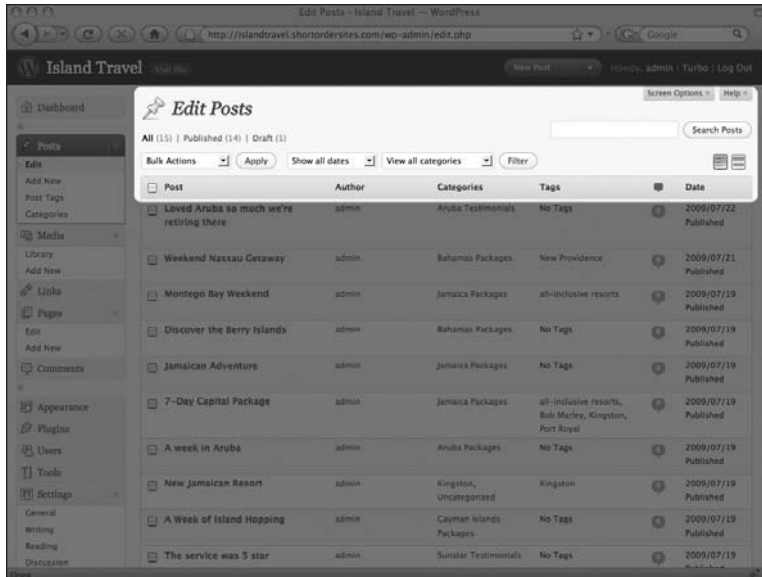 Edit Posts ‹ Island Travel — WordPress
http://islandtravel.shortordersites.com/wp-admin/edit.php
Google
Island Travel
Visit Site
New Post
Howdy, admin | Turbo | Log Out
Screen Options
Help
Dashboard
Posts
Edit
Add New
Post Tags
Categories
Media
Library
Add New
Links
Pages
Edit
Add New
Comments
Appearance
Plugins
Users
Tools
Settings
General
Writing
Reading
Discussion
Edit Posts
All (15) | Published (14) | Draft (1)
Search Posts
Bulk Actions
Apply
Show all dates
View all categories
Filter
Post Author Categories Tags Date
Loved Aruba so much we're admin Aruba Testimonials No Tags 2009/07/22
retiring there Published
Weekend Nassau Getaway admin Bahamas Packages New Providence 2009/07/21
Published
Montego Bay Weekend admin Jamaica Packages all-inclusive resorts 2009/07/19
Published
Discover the Berry Islands admin Bahamas Packages No Tags 2009/07/19
Published
Jamaican Adventure admin Jamaica Packages No Tags 2009/07/19
Published
7-Day Capital Package admin Jamaica Packages all-inclusive resorts, 2009/07/19
Bob Marley, Kingston, Published
Port Royal
A week in Aruba admin Aruba Packages No Tags 2009/07/19
Published
New Jamaican Resort admin Kingston, Kingston 2009/07/19
Uncategorized Published
A Week of Island Hopping admin Cayman Islands No Tags 2009/07/19
Packages Published
The service was 5 star admin Sunstar Testimonials No Tags 2009/07/19